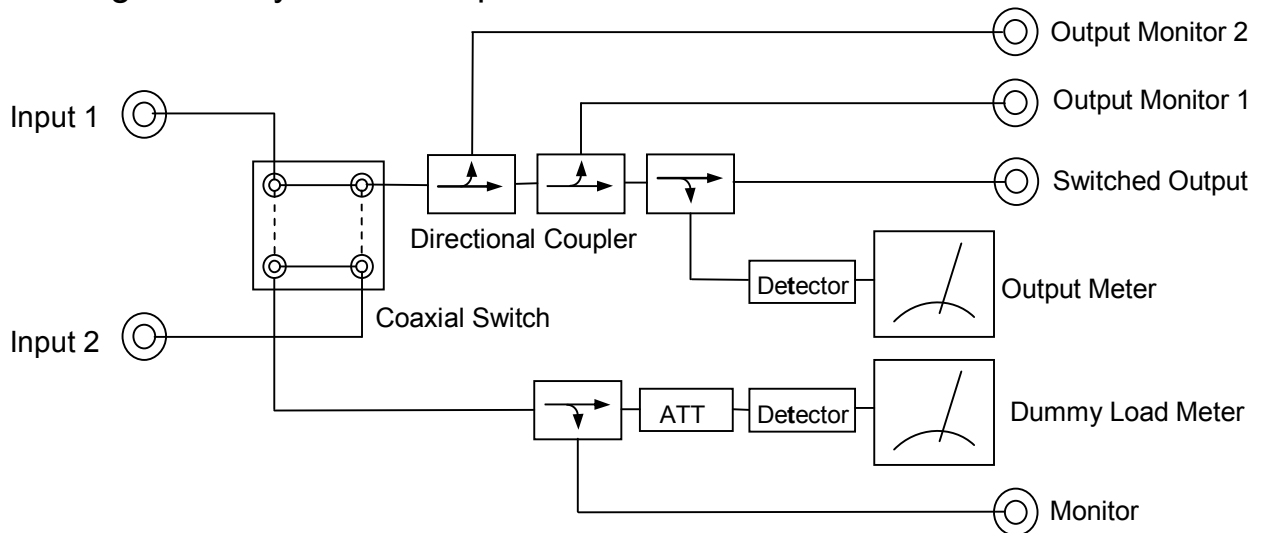 Output Monitor 2
Input 1
Output Monitor 1
Switched Output
Directional Coupler
Detector
Output Meter
Coaxial Switch
Input 2
ATT
Detector
Dummy Load Meter
Monitor